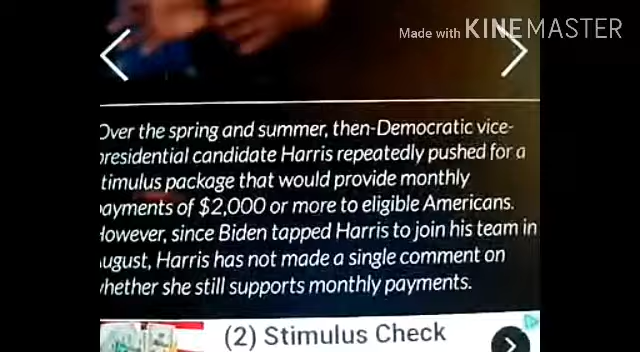 Made with KINEMASTER
Over the spring and summer, then-Democratic vice-
presidential candidate Harris repeatedly pushed for a
timulus package that would provide monthly
ayments of $2,000 or more to eligible Americans.
However, since Biden tapped Harris to join his team in
ugust, Harris has not made a single comment on
hether she still supports monthly payments.
(2) Stimulus Check